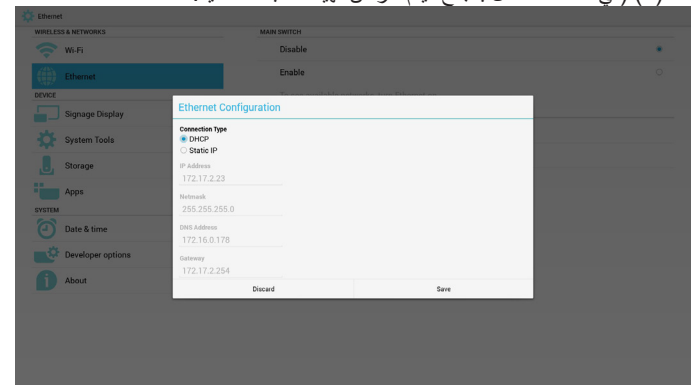 Ethernet
WIRELESS & NETWORKS
MAIN SWITCH
Wi-Fi
Disable
Ethernet
Enable
DEVICE
Ethernet Configuration
Signage Display
Connection Type
DHCP
System Tools
Static IP
Storage
IP Address
172.17.2.23
Apps
Netmask
255.255.255.0
SYSTEM
Date & time
DNS Address
172.16.0.178
Developer options
Gateway
172.17.2.254
About
Discard
Save